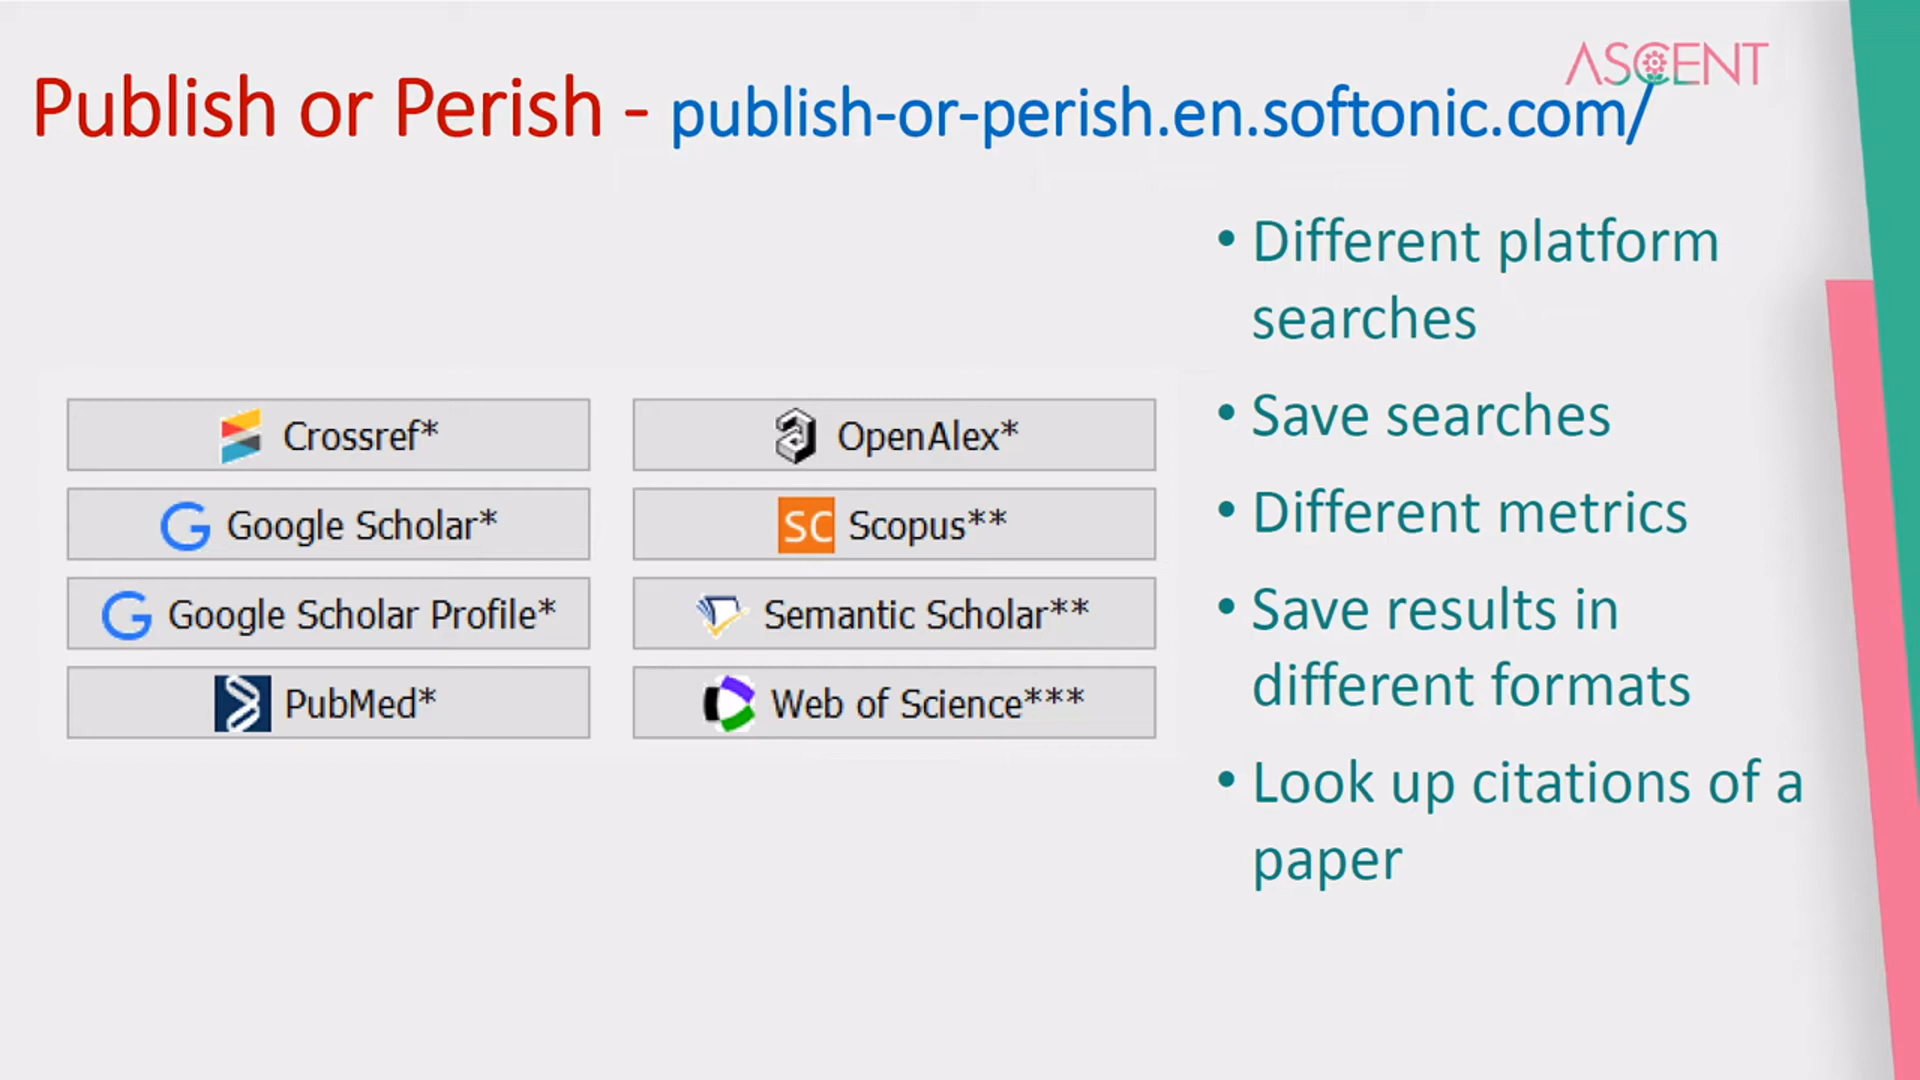 ASCENT
Publish or Perish - publish-or-perish.en.softonic.com/
Crossref*
OpenAlex*
Google Scholar*
SC Scopus**
Google Scholar Profile*
Semantic Scholar**
PubMed*
Web of Science***
• Different platform
searches
• Save searches
• Different metrics
• Save results in
different formats
• Look up citations of a
paper